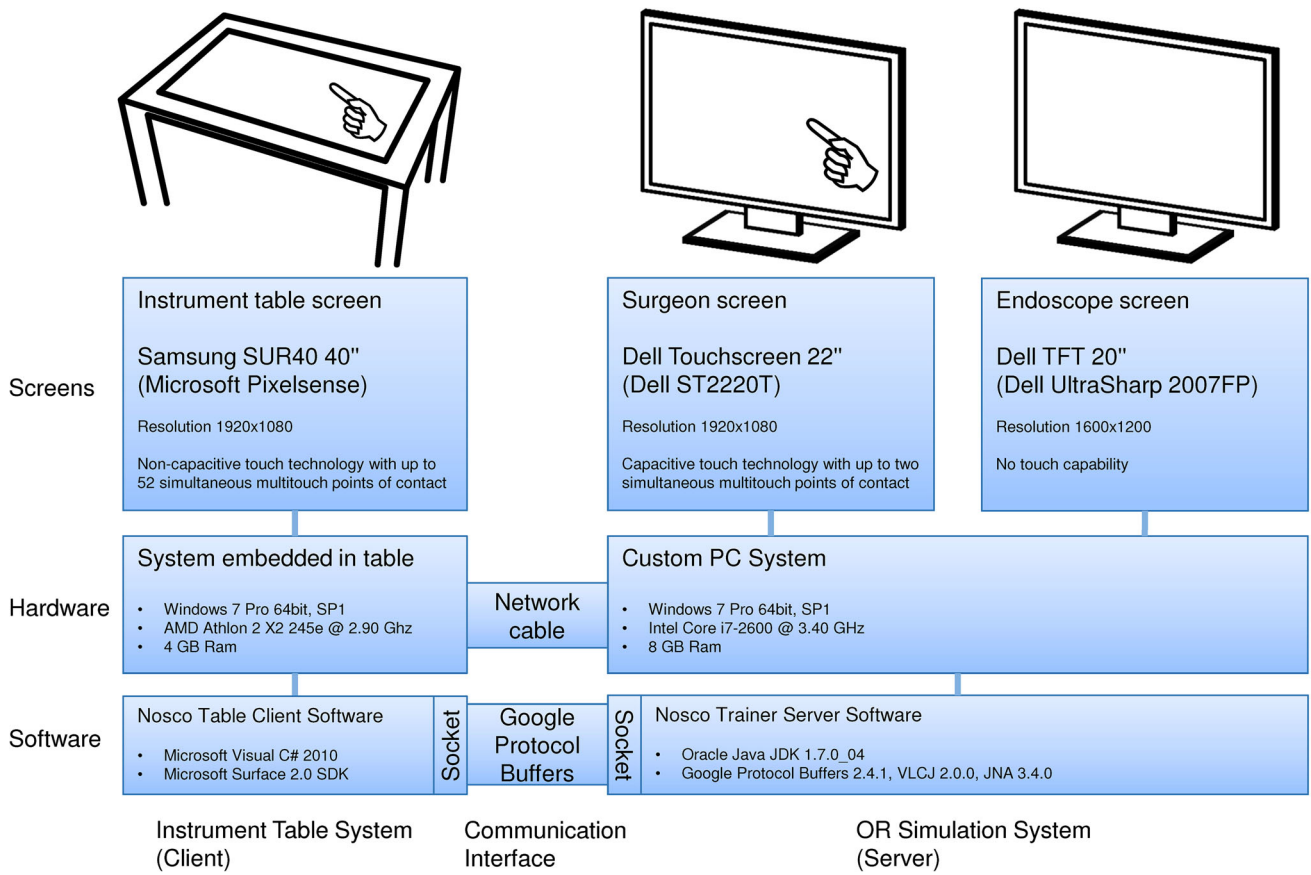 Screens
Instrument table screen
Samsung SUR40 40"
(Microsoft Pixelsense)
Resolution 1920x1080
Non-capacitive touch technology with up to
52 simultaneous multitouch points of contact
Surgeon screen
Dell Touchscreen 22"
(Dell ST2220T)
Resolution 1920x1080
Capacitive touch technology with up to two
simultaneous multitouch points of contact
Endoscope screen
Dell TFT 20"
(Dell UltraSharp 2007FP)
Resolution 1600x1200
No touch capability
Hardware
System embedded in table
• Windows 7 Pro 64bit, SP1
• AMD Athlon 2 X2 245e @ 2.90 Ghz
• 4 GB Ram
Network
cable
Custom PC System
• Windows 7 Pro 64bit, SP1
• Intel Core i7-2600 @ 3.40 GHz
• 8 GB Ram
Software
Nosco Table Client Software
• Microsoft Visual C# 2010
• Microsoft Surface 2.0 SDK
Socket
Google
Protocol
Buffers
Socket
Nosco Trainer Server Software
• Oracle Java JDK 1.7.0_04
• Google Protocol Buffers 2.4.1, VLCJ 2.0.0, JNA 3.4.0
Instrument Table System
(Client)
Communication
Interface
OR Simulation System
(Server)